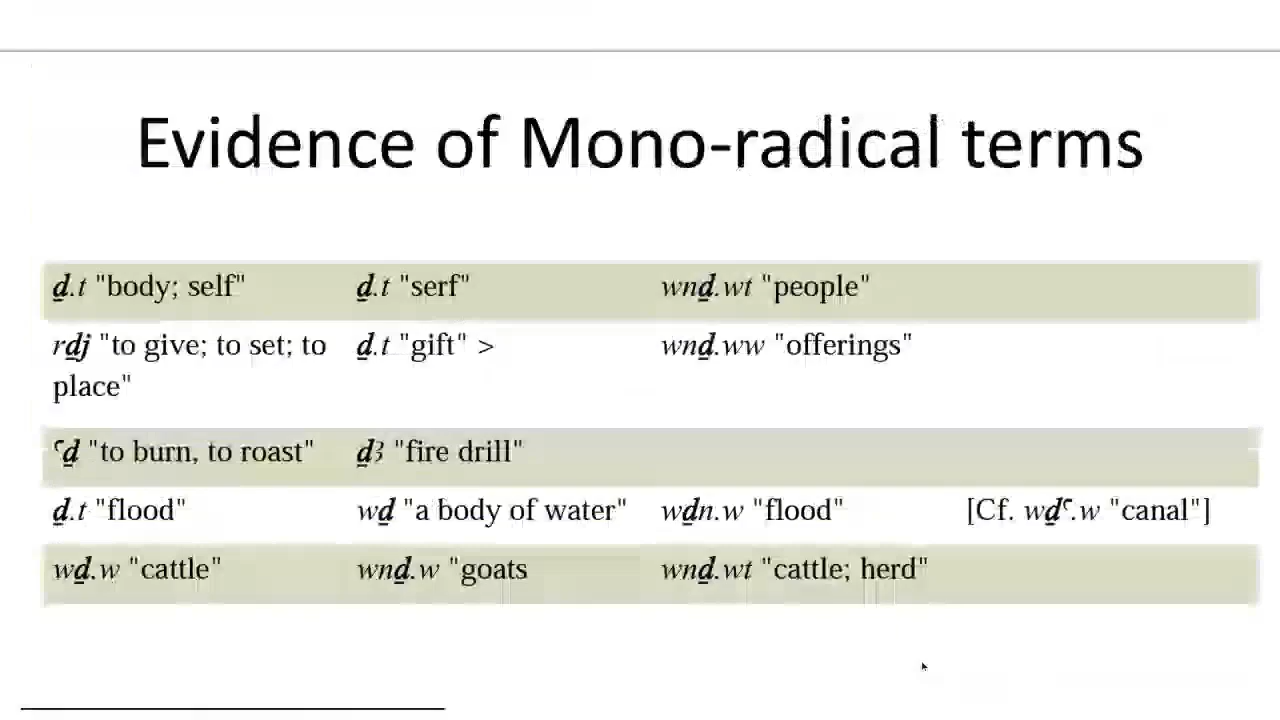 Evidence of Mono-radical terms
ḏ.t "body; self" ḏ.t "serf" wnḏ.wt "people"
rḏj "to give; to set; to ḏ.t "gift" > wnḏ.ww "offerings"
place"
ꜥḏ "to burn, to roast" ḏꜣ "fire drill"
ḏ.t "flood" wḏ "a body of water" wḏn.w "flood" [Cf. wḏꜥ.w "canal"]
wḏ.w "cattle" wnḏ.w "goats wnḏ.wt "cattle; herd"